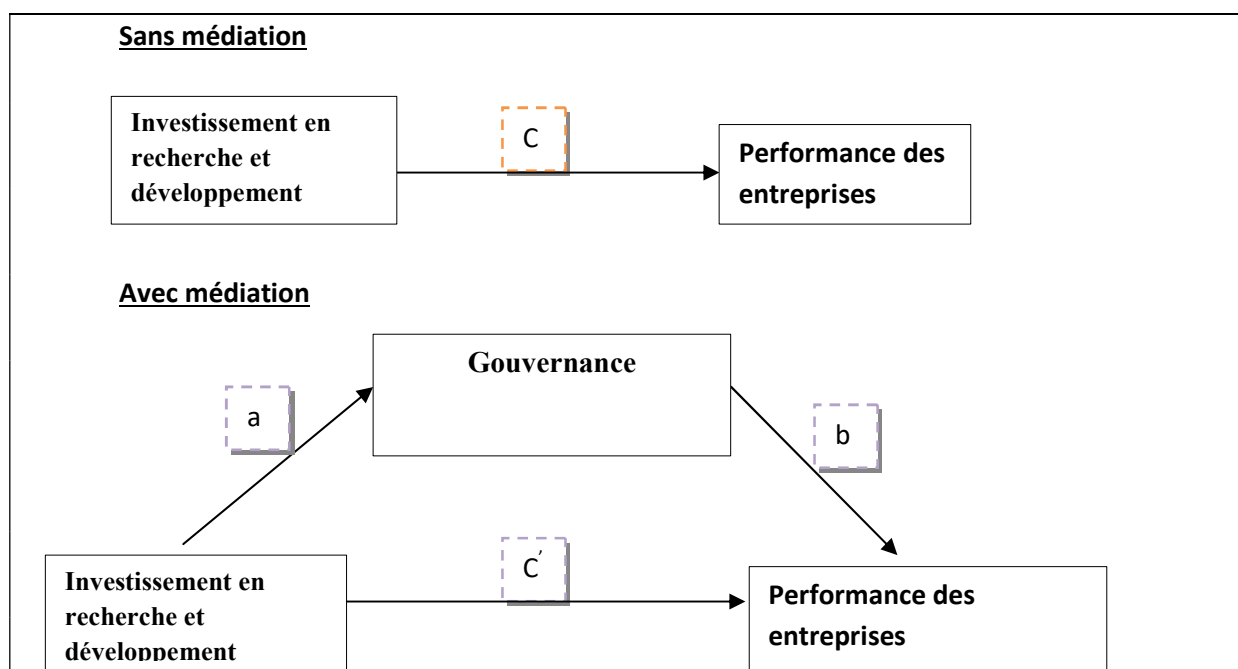 Sans médiation
Investissement en
recherche et
développement
C
Performance des
entreprises
Avec médiation
Gouvernance
a
b
Investissement en
recherche et
développement
C'
Performance des
entreprises